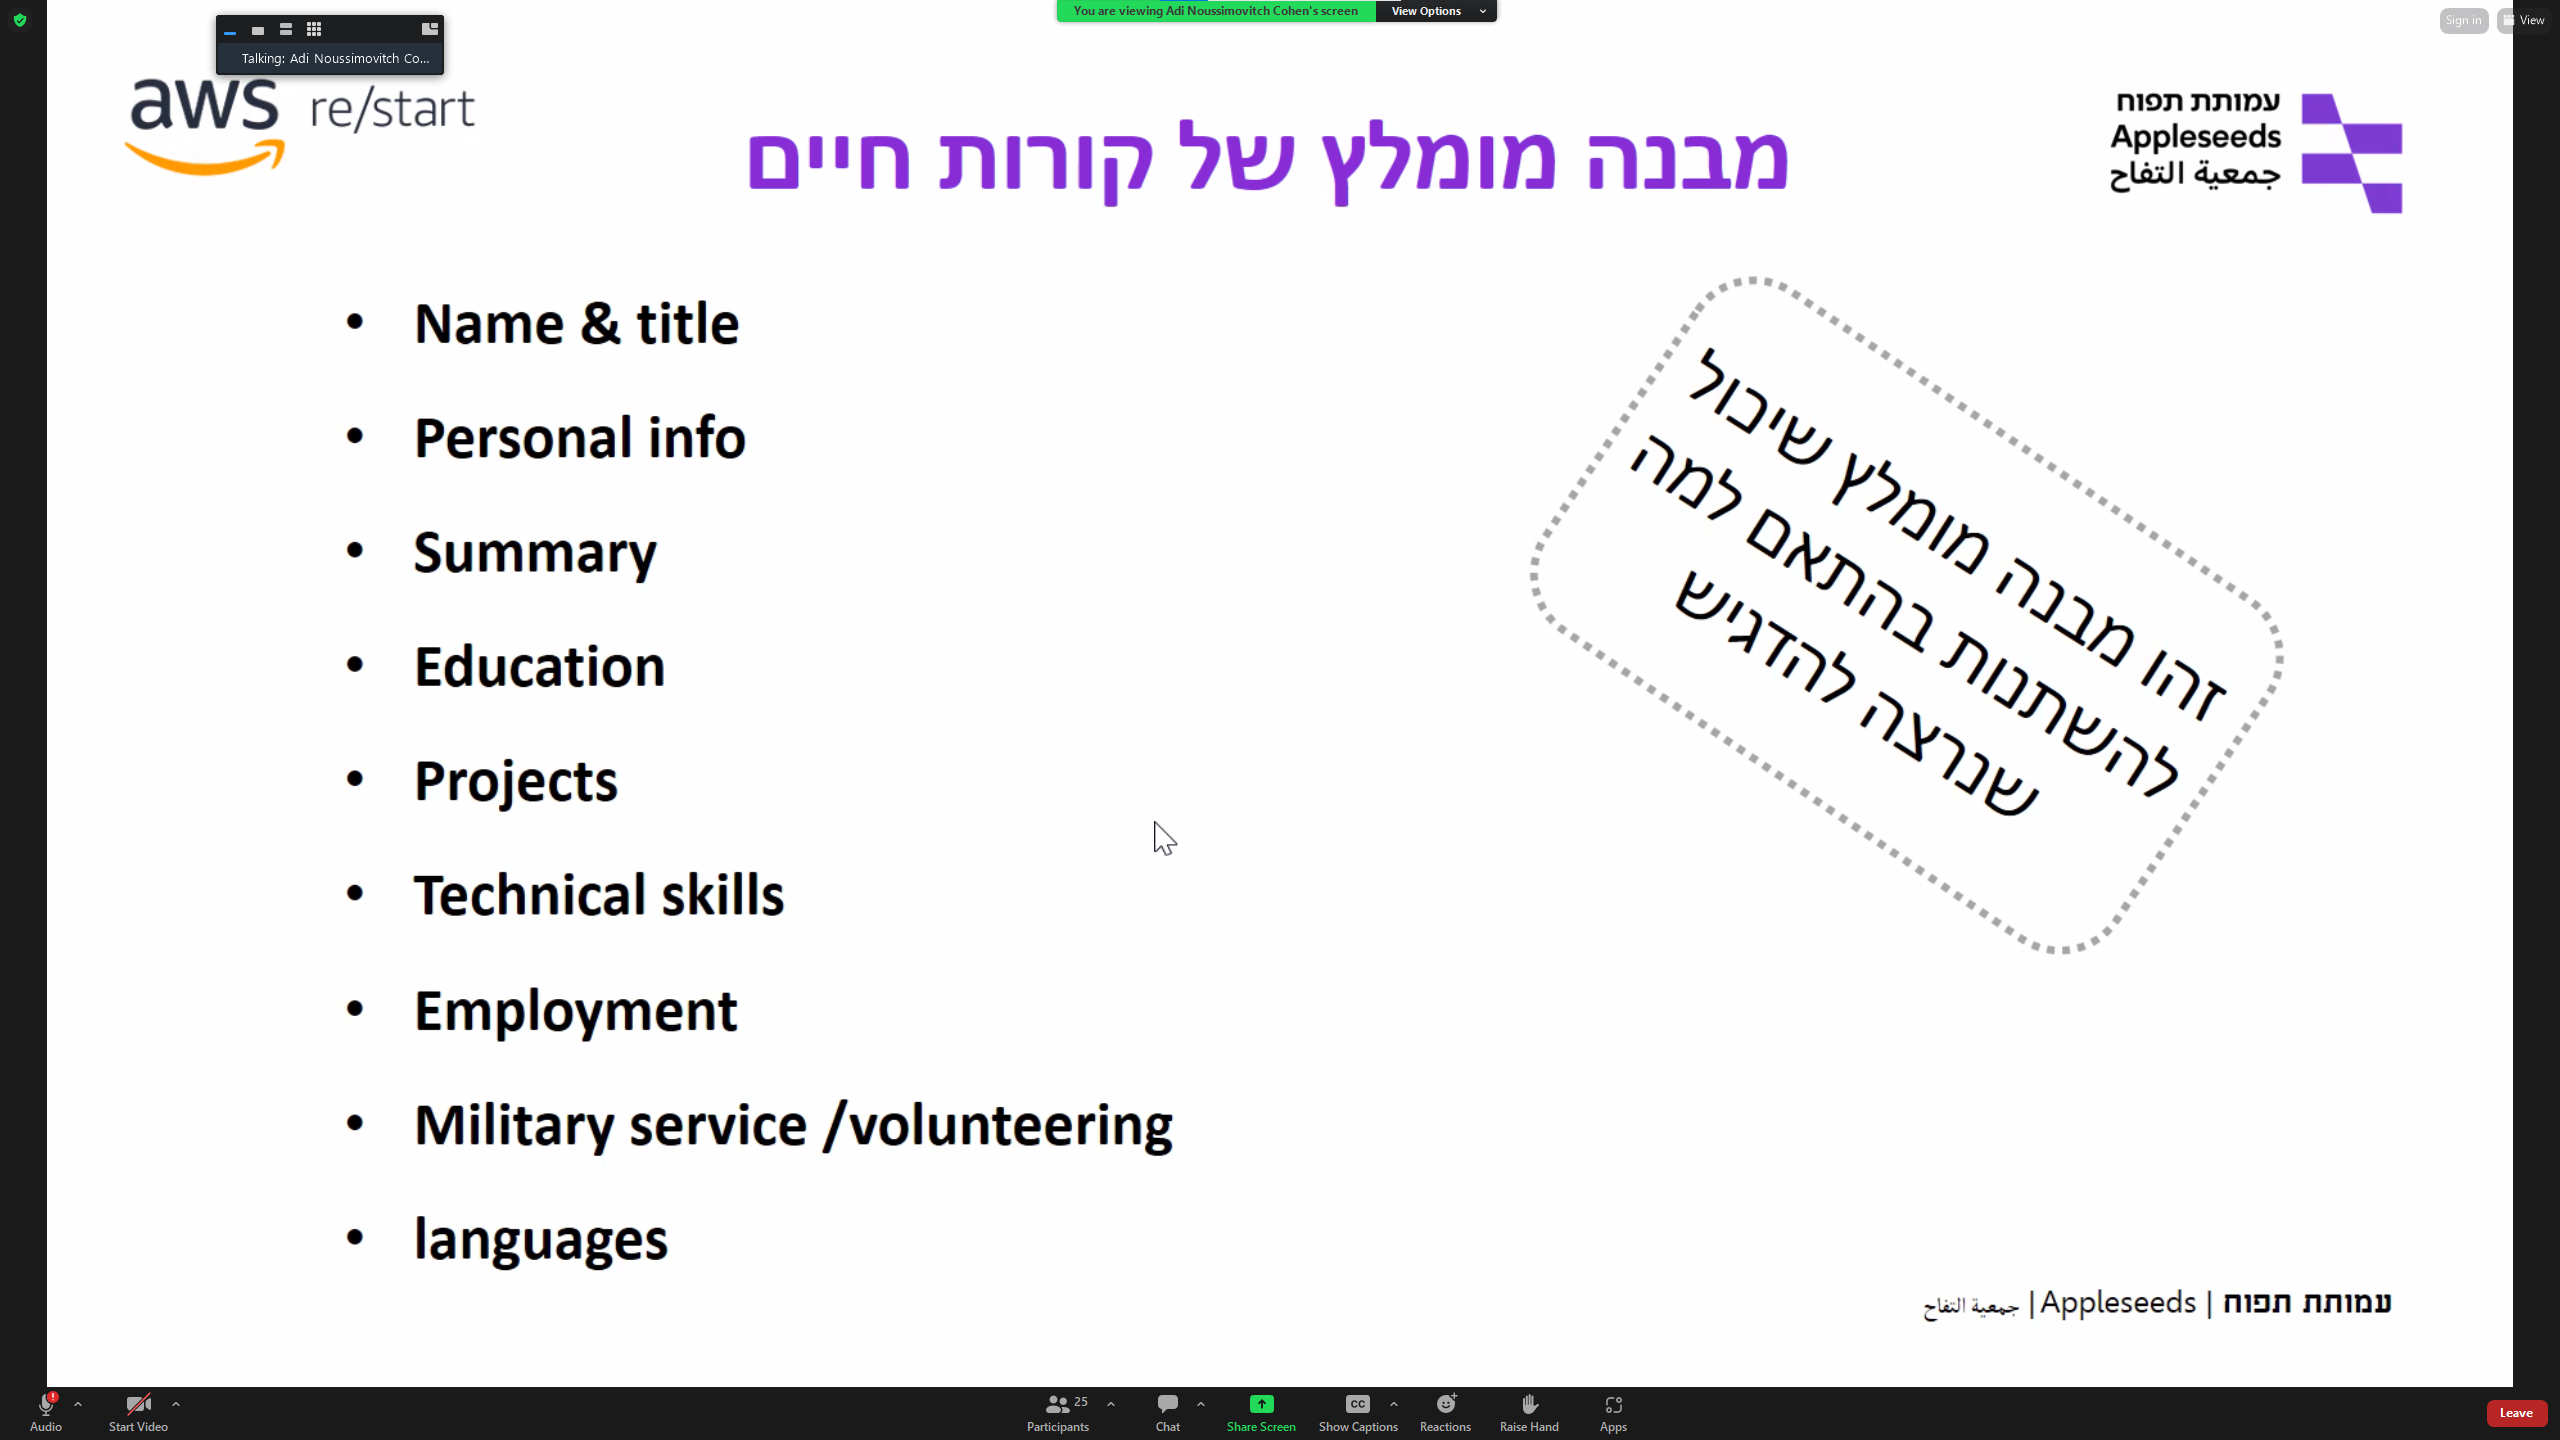 You are viewing Adi Noussimovitch Cohen's screen
View Options
Sign in
View
Talking: Adi Noussimovitch Co...
aws re/start
עמותת תפוח
Appleseeds
جمعية التفاح
מבנה מומלץ של קורות חיים
• Name & title
• Personal info
• Summary
• Education
• Projects
• Technical skills
• Employment
• Military service /volunteering
• languages
זהו מבנה מומלץ שיכול
להשתנות בהתאם למה
שנרצה להדגיש
עמותת תפוח | Appleseeds | جمعية التفاح
Audio
Start Video
Participants 25
Chat
Share Screen
CC
Show Captions
Reactions
Raise Hand
Apps
Leave